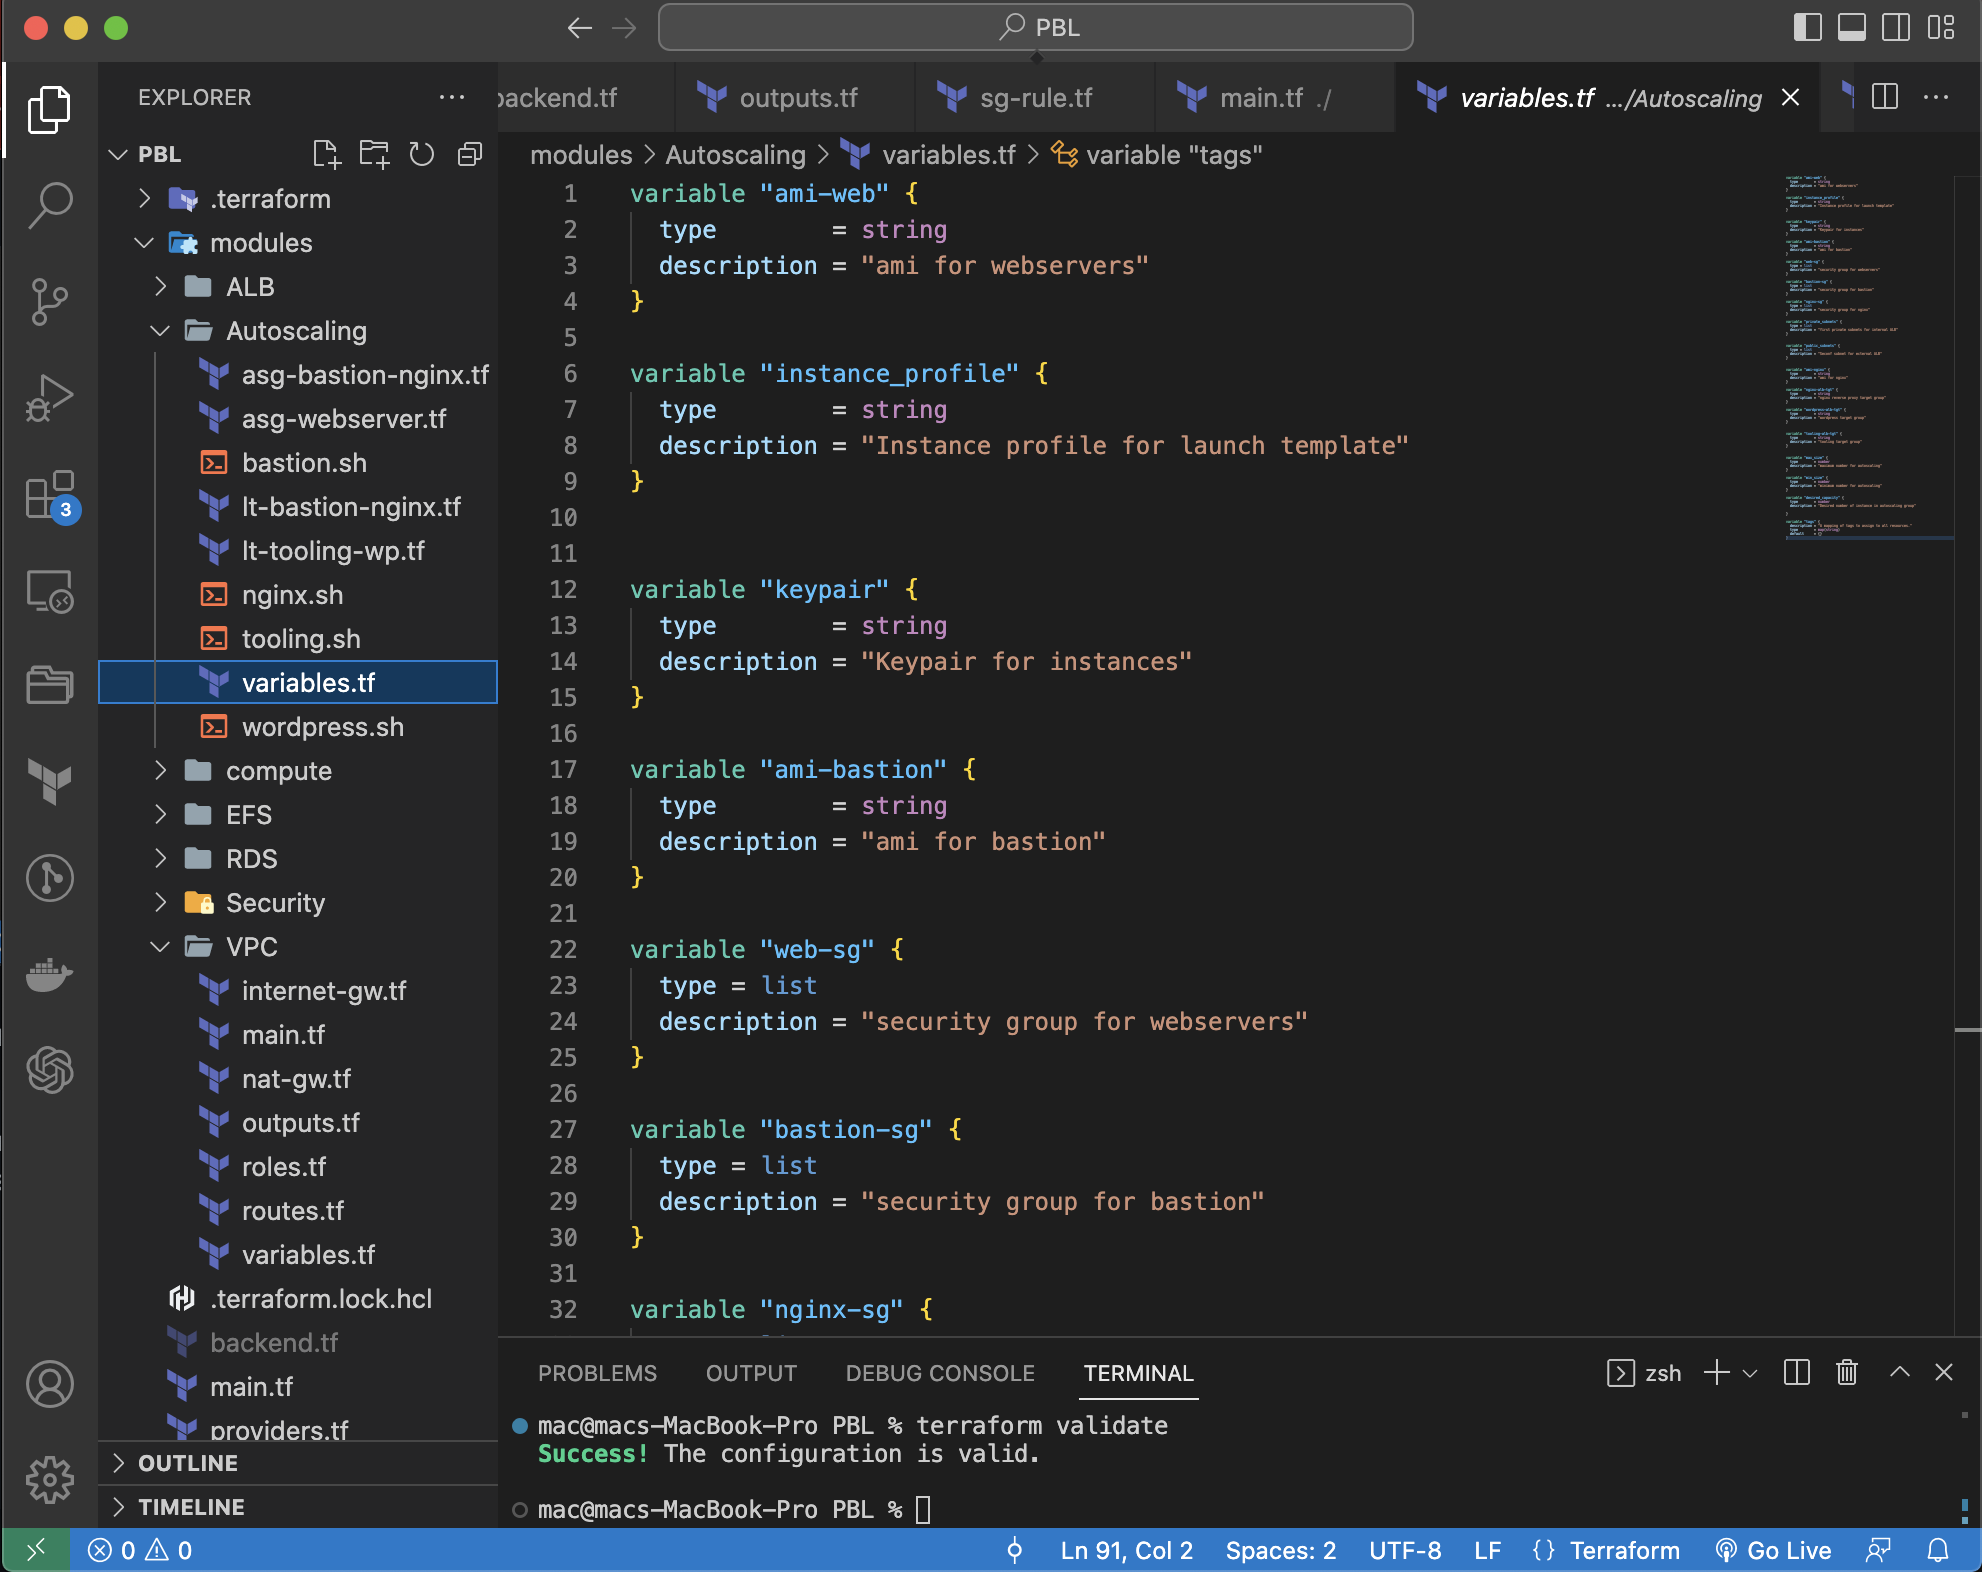 PBL
EXPLORER
PBL
.terraform
modules
ALB
Autoscaling
asg-bastion-nginx.tf
asg-webserver.tf
bastion.sh
lt-bastion-nginx.tf
lt-tooling-wp.tf
nginx.sh
tooling.sh
variables.tf
wordpress.sh
compute
EFS
RDS
Security
VPC
internet-gw.tf
main.tf
nat-gw.tf
outputs.tf
roles.tf
routes.tf
variables.tf
.terraform.lock.hcl
backend.tf
main.tf
providers.tf
OUTLINE
TIMELINE
3
backend.tf outputs.tf sg-rule.tf main.tf ./ variables.tf .../Autoscaling
modules > Autoscaling > variables.tf > variable "tags"
1 variable "ami-web" {
2 type = string
3 description = "ami for webservers"
4 }
5
6 variable "instance_profile" {
7 type = string
8 description = "Instance profile for launch template"
9 }
10
11
12 variable "keypair" {
13 type = string
14 description = "Keypair for instances"
15 }
16
17 variable "ami-bastion" {
18 type = string
19 description = "ami for bastion"
20 }
21
22 variable "web-sg" {
23 type = list
24 description = "security group for webservers"
25 }
26
27 variable "bastion-sg" {
28 type = list
29 description = "security group for bastion"
30 }
31
32 variable "nginx-sg" {
PROBLEMS OUTPUT DEBUG CONSOLE TERMINAL zsh
mac@macs-MacBook-Pro PBL % terraform validate
Success! The configuration is valid.
mac@macs-MacBook-Pro PBL %
0 0 Ln 91, Col 2 Spaces: 2 UTF-8 LF {} Terraform Go Live